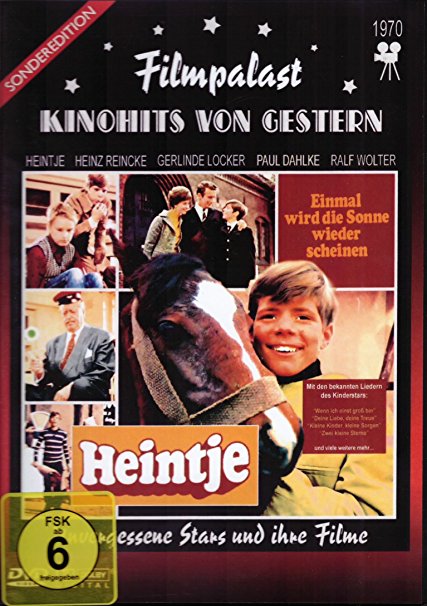 SONDEREDITION
1970
Filmpalast
KINOHITS VON GESTERN
HEINTJE HEINZ REINCKE GERLINDE LOCKER PAUL DAHLKE RALF WOLTER
Einmal
wird die Sonne
wieder
scheinen
Mit den bekannten Liedern
des Kinderstars:
"Wenn ich einst groß bin"
"Deine Liebe, deine Treue"
"Kleine Kinder, kleine Sorgen"
"Zwei kleine Sterne"
und viele weitere mehr...
Heintje
Stars und ihre Filme
FSK
ab
6
freigegeben